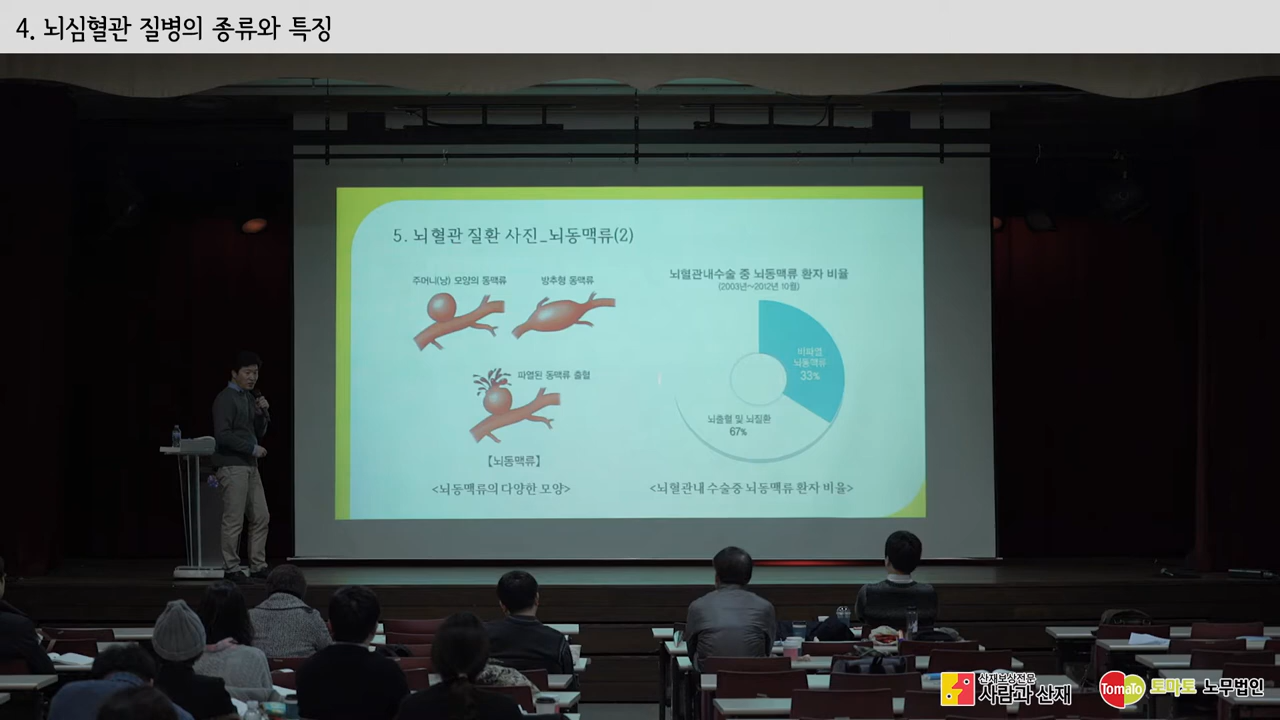 4. 뇌심혈관 질병의 종류와 특징
5. 뇌혈관 질환 사진_뇌동맥류(2)
주머니(낭) 모양의 동맥류
방추형 동맥류
파열된 동맥류 출혈
【뇌동맥류】
<뇌동맥류의 다양한 모양>
뇌혈관내수술 중 뇌동맥류 환자 비율
(2003년~2012년 10월)
비파열
뇌동맥류
33%
뇌출혈 및 뇌질환
67%
<뇌혈관내 수술중 뇌동맥류 환자 비율>
산재보상전문
사람과 산재
TomaTo
토마토 노무법인